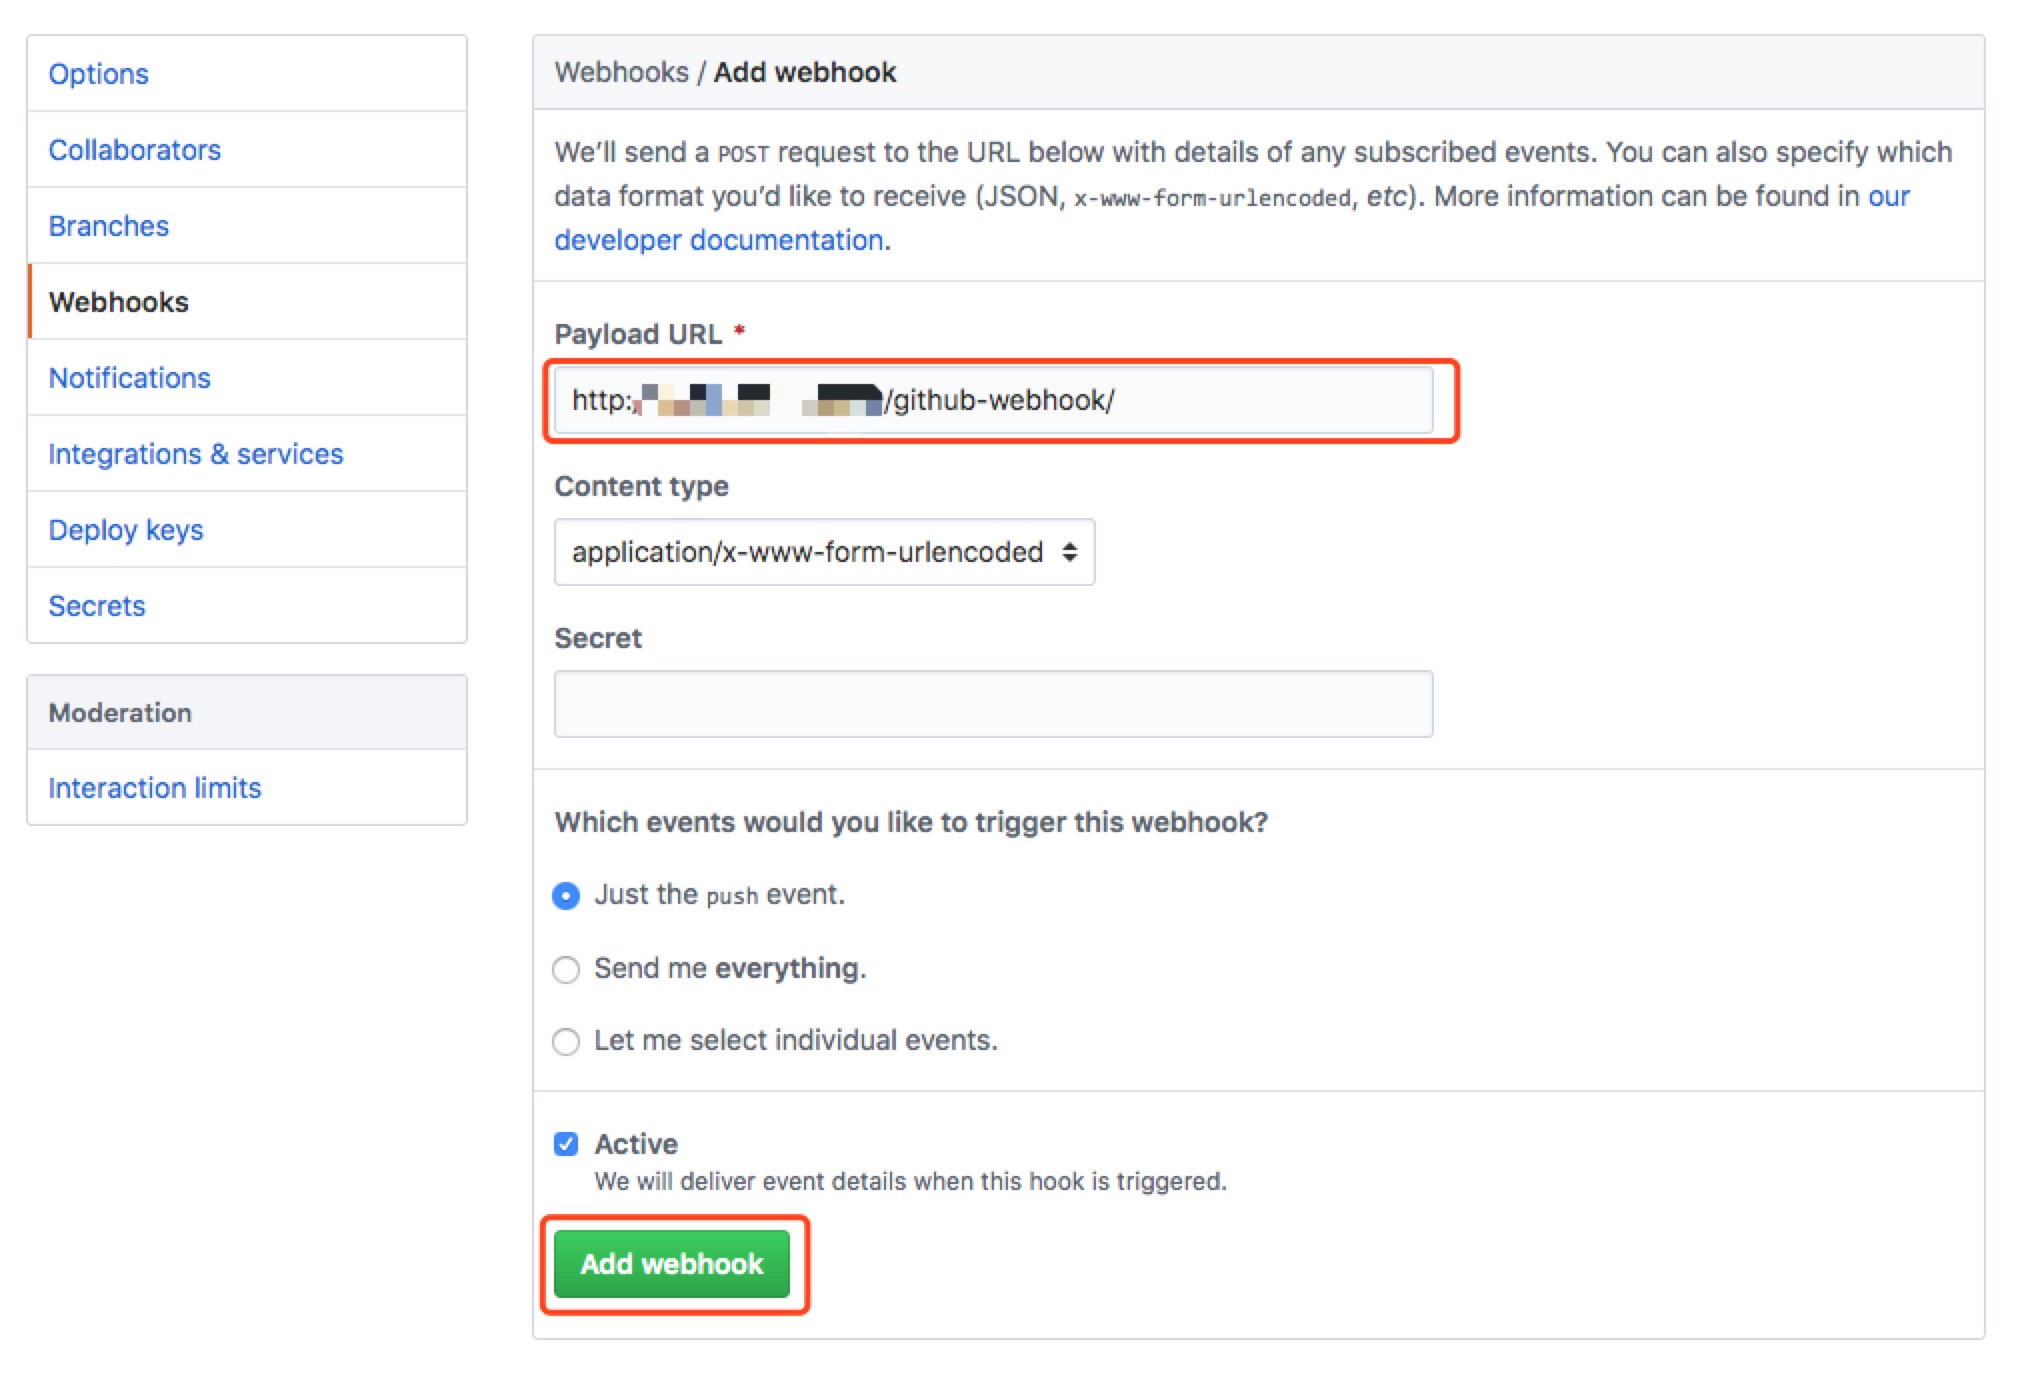 Options
Collaborators
Branches
Webhooks
Notifications
Integrations & services
Deploy keys
Secrets
Moderation
Interaction limits
Webhooks / Add webhook
We'll send a POST request to the URL below with details of any subscribed events. You can also specify which
data format you'd like to receive (JSON, x-www-form-urlencoded, etc). More information can be found in our
developer documentation.
Payload URL *
http:/ /github-webhook/
Content type
application/x-www-form-urlencoded
Secret
Which events would you like to trigger this webhook?
Just the push event.
Send me everything.
Let me select individual events.
Active
We will deliver event details when this hook is triggered.
Add webhook